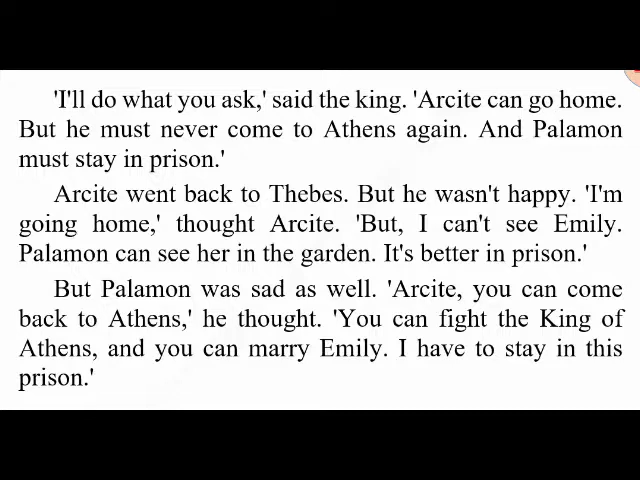 'I'll do what you ask,' said the king. 'Arcite can go home.
But he must never come to Athens again. And Palamon
must stay in prison.'
Arcite went back to Thebes. But he wasn't happy. 'I'm
going home,' thought Arcite. 'But, I can't see Emily.
Palamon can see her in the garden. It's better in prison.'
But Palamon was sad as well. 'Arcite, you can come
back to Athens,' he thought. 'You can fight the King of
Athens, and you can marry Emily. I have to stay in this
prison.'